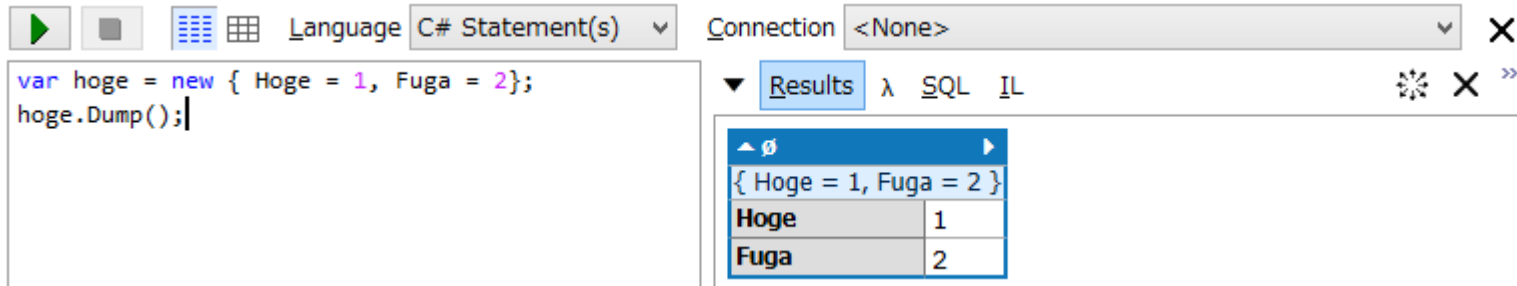 Language C# Statement(s) Connection <None>
var hoge = new { Hoge = 1, Fuga = 2};
hoge.Dump();
Results λ SQL IL
ø
{ Hoge = 1, Fuga = 2 }
Hoge 1
Fuga 2